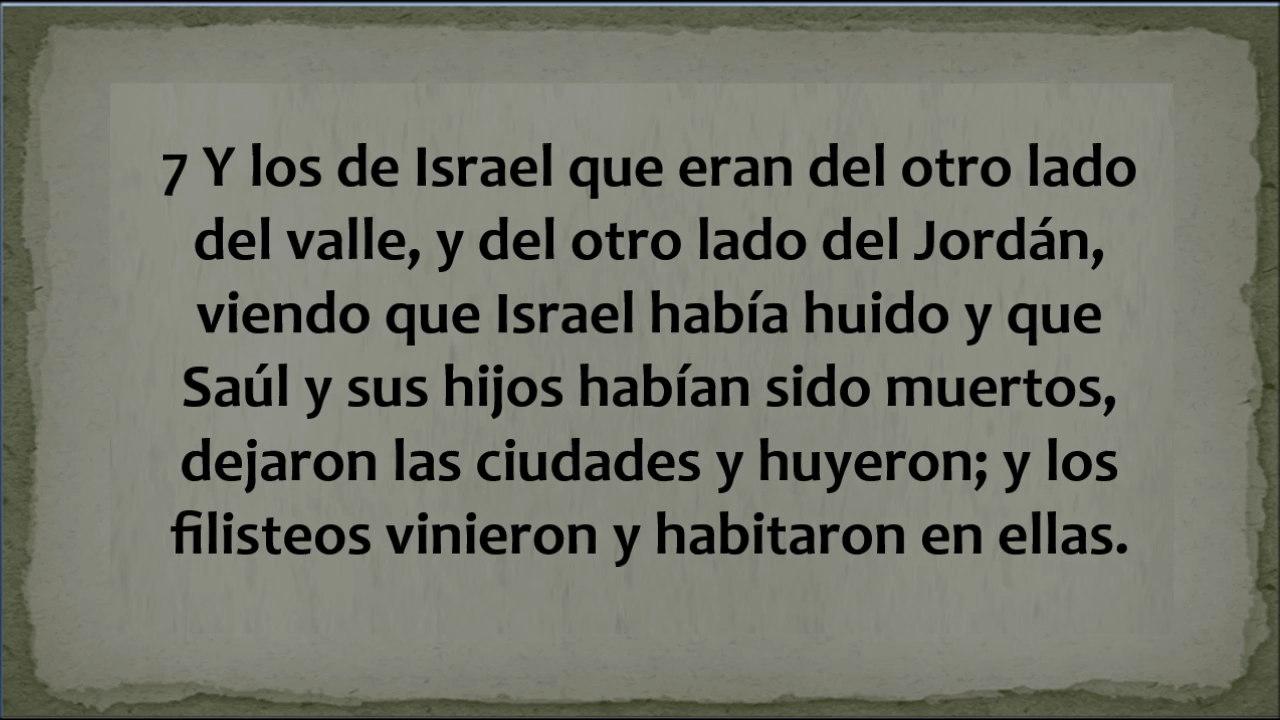 7 Y los de Israel que eran del otro lado
del valle, y del otro lado del Jordán,
viendo que Israel había huido y que
Saúl y sus hijos habían sido muertos,
dejaron las ciudades y huyeron; y los
filisteos vinieron y habitaron en ellas.